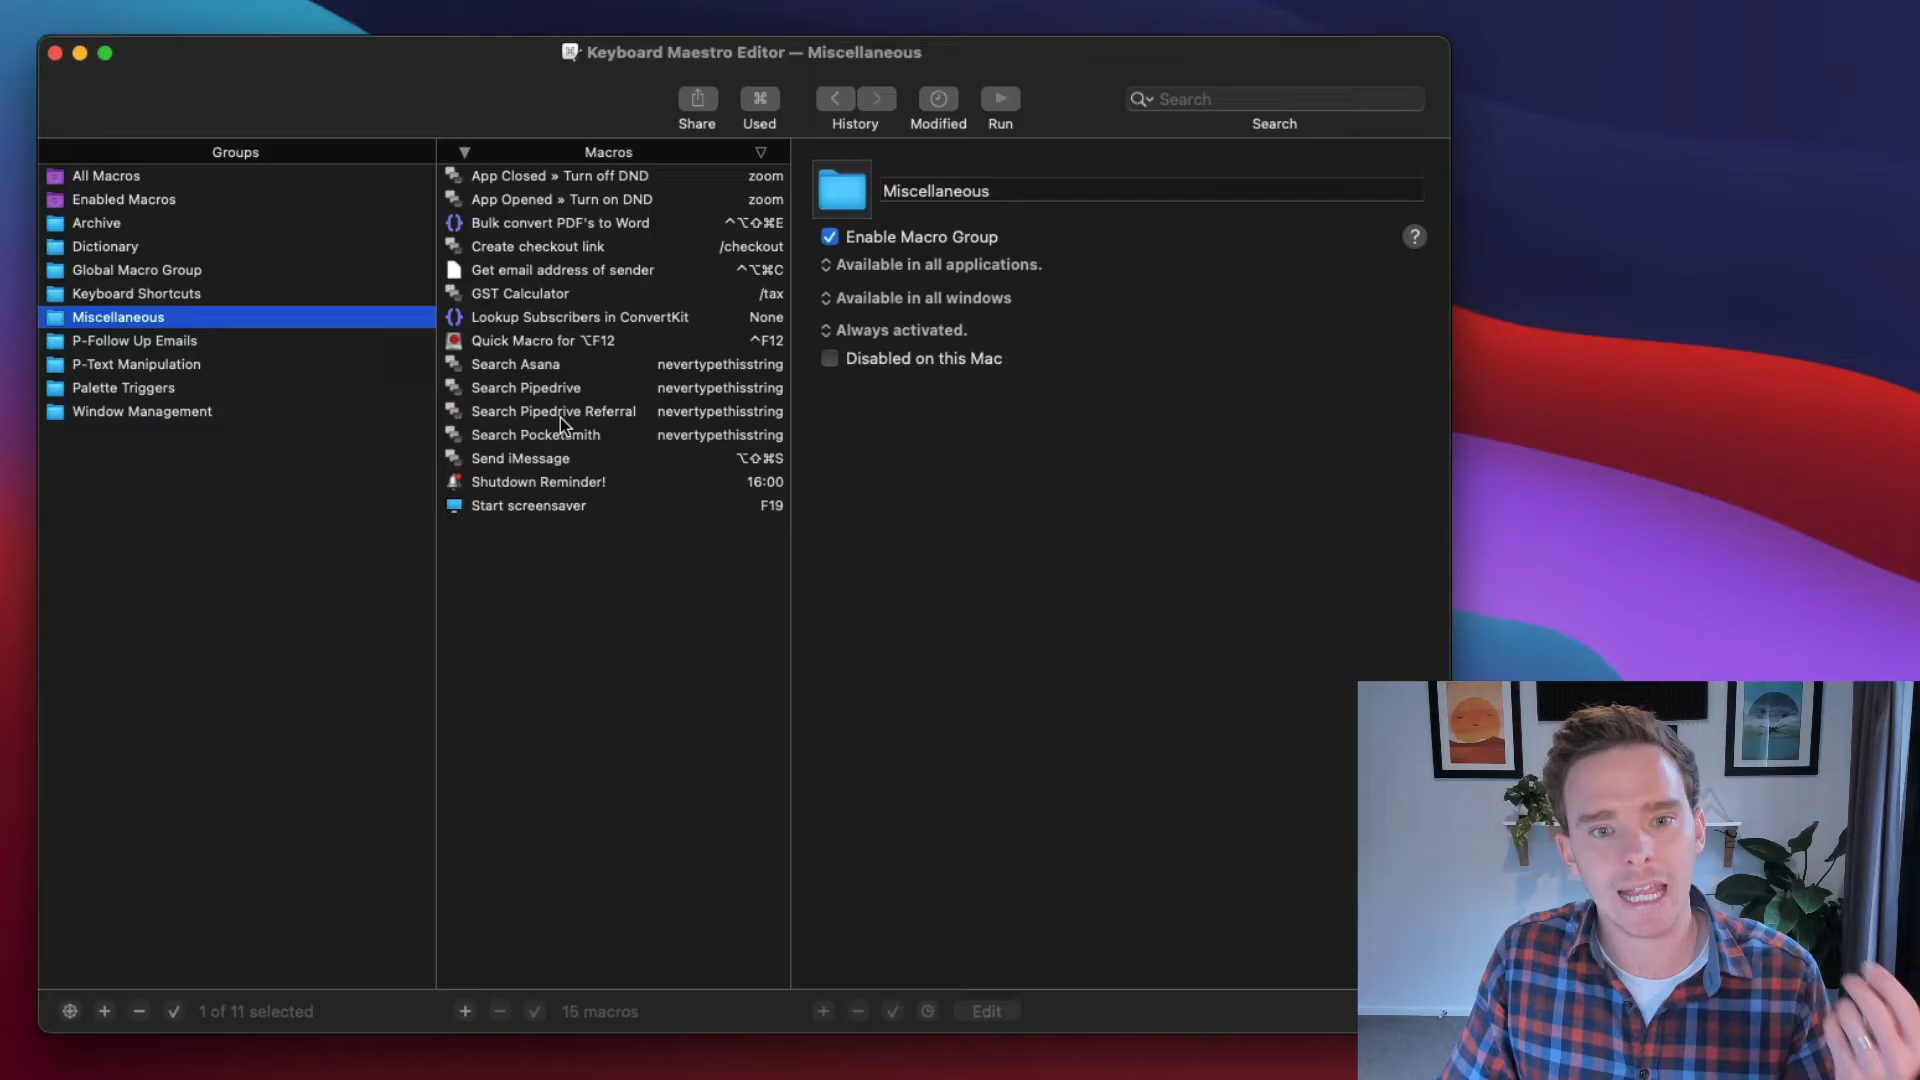 Keyboard Maestro Editor — Miscellaneous
Share
Used
History
Modified
Run
Search
Search
Groups
Macros
All Macros
Enabled Macros
Archive
Dictionary
Global Macro Group
Keyboard Shortcuts
Miscellaneous
P-Follow Up Emails
P-Text Manipulation
Palette Triggers
Window Management
App Closed » Turn off DND zoom
App Opened » Turn on DND zoom
Bulk convert PDF's to Word ^⌥⇧⌘E
Create checkout link /checkout
Get email address of sender ^⌥⌘C
GST Calculator /tax
Lookup Subscribers in ConvertKit None
Quick Macro for ⌥F12 ^F12
Search Asana nevertypethisstring
Search Pipedrive nevertypethisstring
Search Pipedrive Referral nevertypethisstring
Search Pocketsmith nevertypethisstring
Send iMessage ⌥⇧⌘S
Shutdown Reminder! 16:00
Start screensaver F19
Miscellaneous
Enable Macro Group
?
Available in all applications.
Available in all windows
Always activated.
Disabled on this Mac
1 of 11 selected
15 macros
Edit